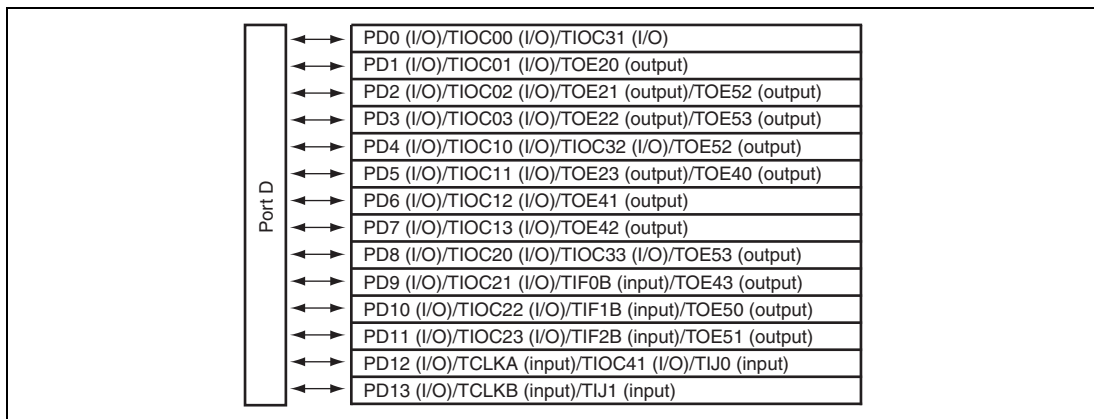 Port D
PD0 (I/O)/TIOC00 (I/O)/TIOC31 (I/O)
PD1 (I/O)/TIOC01 (I/O)/TOE20 (output)
PD2 (I/O)/TIOC02 (I/O)/TOE21 (output)/TOE52 (output)
PD3 (I/O)/TIOC03 (I/O)/TOE22 (output)/TOE53 (output)
PD4 (I/O)/TIOC10 (I/O)/TIOC32 (I/O)/TOE52 (output)
PD5 (I/O)/TIOC11 (I/O)/TOE23 (output)/TOE40 (output)
PD6 (I/O)/TIOC12 (I/O)/TOE41 (output)
PD7 (I/O)/TIOC13 (I/O)/TOE42 (output)
PD8 (I/O)/TIOC20 (I/O)/TIOC33 (I/O)/TOE53 (output)
PD9 (I/O)/TIOC21 (I/O)/TIF0B (input)/TOE43 (output)
PD10 (I/O)/TIOC22 (I/O)/TIF1B (input)/TOE50 (output)
PD11 (I/O)/TIOC23 (I/O)/TIF2B (input)/TOE51 (output)
PD12 (I/O)/TCLKA (input)/TIOC41 (I/O)/TIJ0 (input)
PD13 (I/O)/TCLKB (input)/TIJ1 (input)